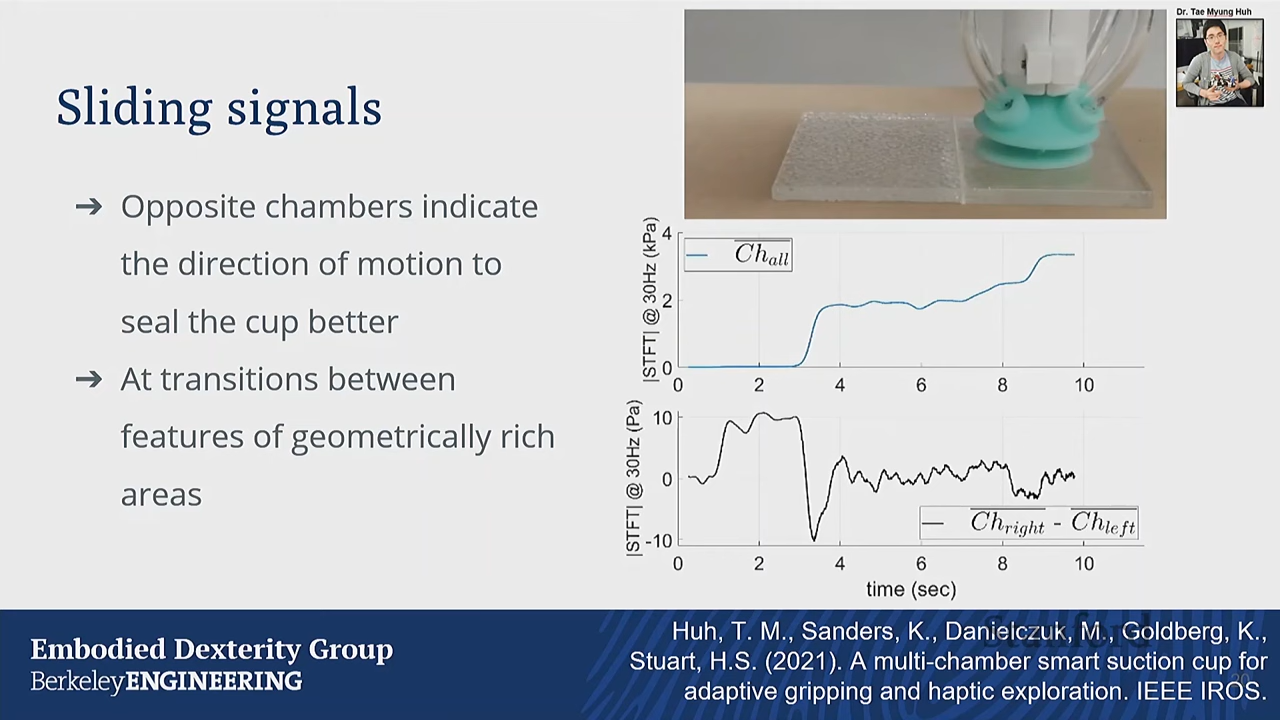 Dr. Tae Myung Huh
Sliding signals
➔ Opposite chambers indicate
the direction of motion to
seal the cup better
➔ At transitions between
features of geometrically rich
areas
|STFT| @ 30Hz (kPa)
4
2
0
Ch_all
0 2 4 6 8 10
|STFT| @ 30Hz (Pa)
10
0
-10
Ch_right - Ch_left
0 2 4 6 8 10
time (sec)
Embodied Dexterity Group
BerkeleyENGINEERING
Stanford
Huh, T. M., Sanders, K., Danielczuk, M., Goldberg, K.,
Stuart, H.S. (2021). A multi-chamber smart suction cup for
adaptive gripping and haptic exploration. IEEE IROS.
20